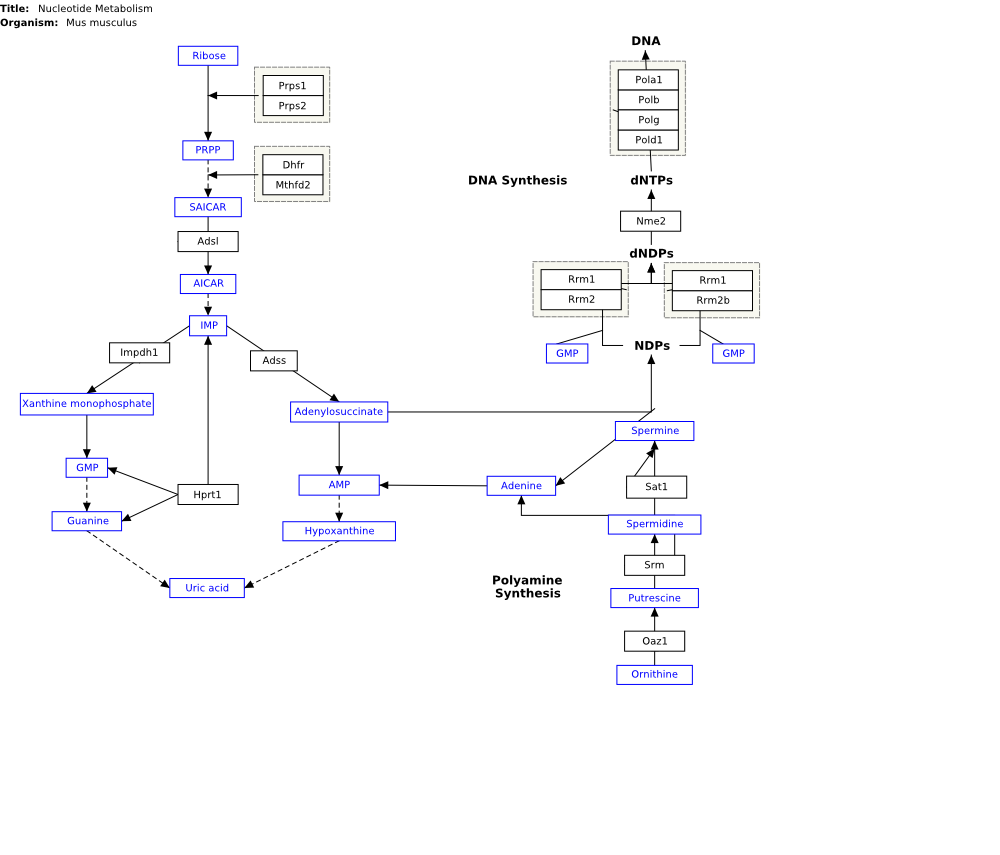 Title: Nucleotide Metabolism
Organism: Mus musculus
DNA
Ribose
Pola1
Prps1
Polb
Prps2
Polg
Pold1
PRPP
Dhfr
DNA Synthesis
dNTPs
Mthfd2
SAICAR
Nme2
Adsl
dNDPs
AICAR
Rrm1
Rrm1
Rrm2
Rrm2b
IMP
NDPs
Impdh1
GMP
GMP
Adss
Xanthine monophosphate
Adenylosuccinate
Spermine
GMP
AMP
Adenine
Sat1
Hprt1
Guanine
Spermidine
Hypoxanthine
Srm
Polyamine
Synthesis
Uric acid
Putrescine
Oaz1
Ornithine